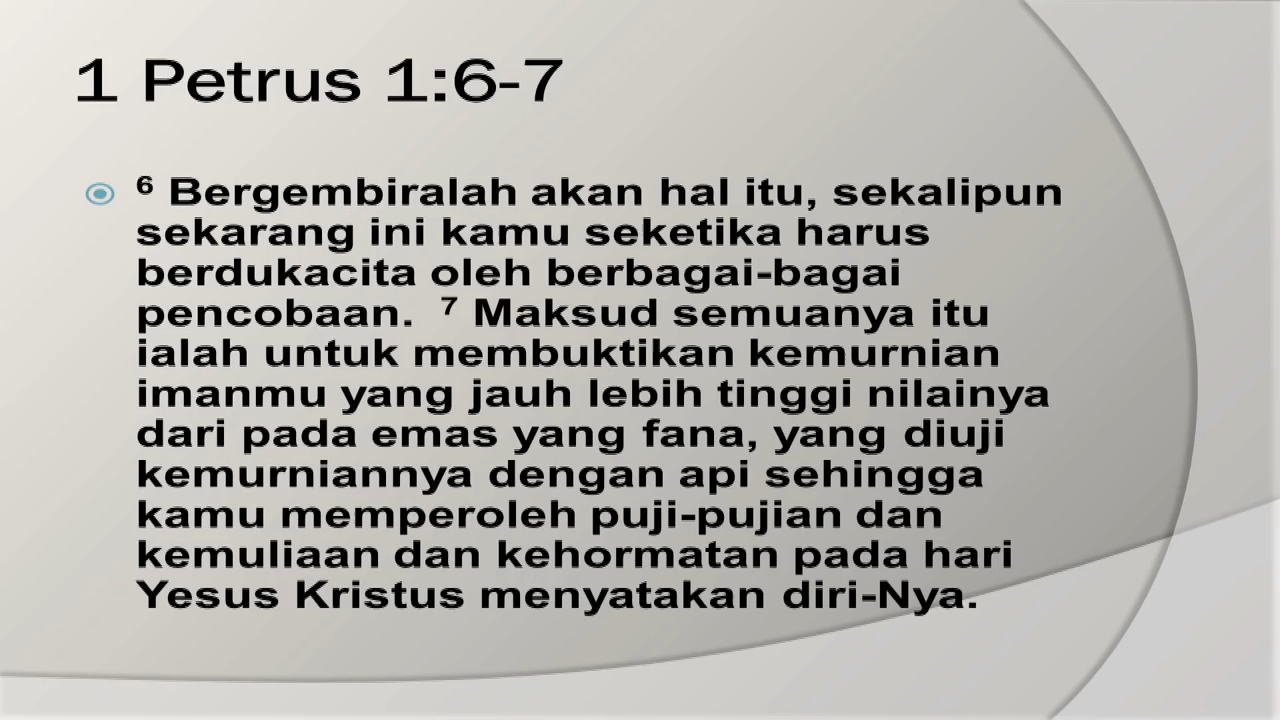 1 Petrus 1:6-7
⁶ Bergembiralah akan hal itu, sekalipun
sekarang ini kamu seketika harus
berdukacita oleh berbagai-bagai
pencobaan. ⁷ Maksud semuanya itu
ialah untuk membuktikan kemurnian
imanmu yang jauh lebih tinggi nilainya
dari pada emas yang fana, yang diuji
kemurniannya dengan api sehingga
kamu memperoleh puji-pujian dan
kemuliaan dan kehormatan pada hari
Yesus Kristus menyatakan diri-Nya.